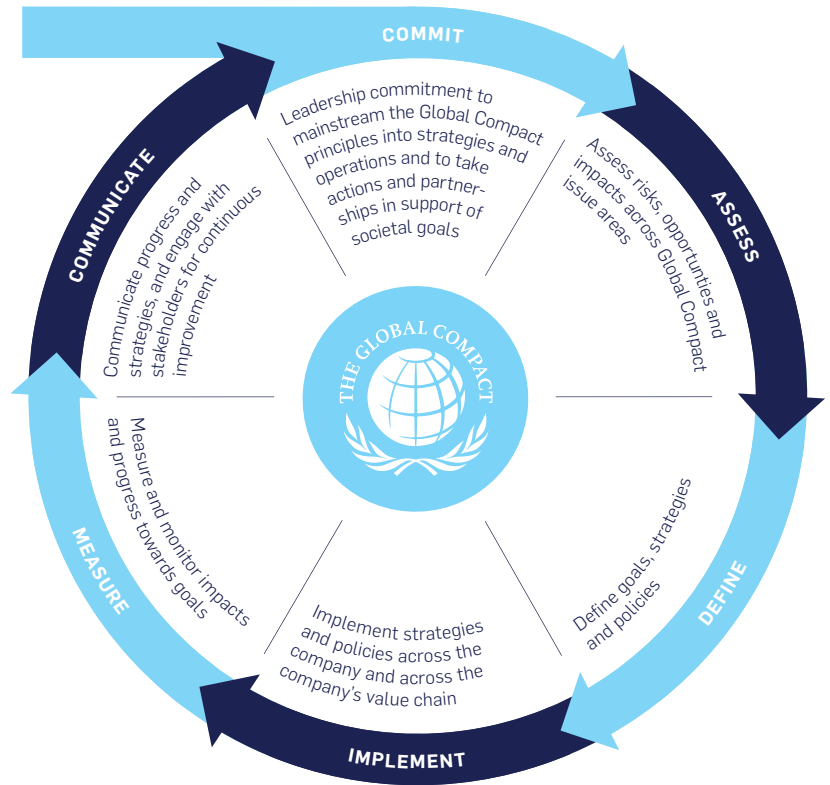 COMMIT
Leadership commitment to
mainstream the Global Compact
principles into strategies and
operations and to take
actions and partner-
ships in support of
societal goals
ASSESS
Assess risks, opportunties and
impacts across Global Compact
issue areas
DEFINE
Define goals, strategies
and policies
IMPLEMENT
Implement strategies
and policies across the
company and across the
company's value chain
MEASURE
Measure and monitor impacts
and progress towards goals
COMMUNICATE
Communicate progress and
strategies, and engage with
stakeholders for continuous
improvement
THE GLOBAL COMPACT